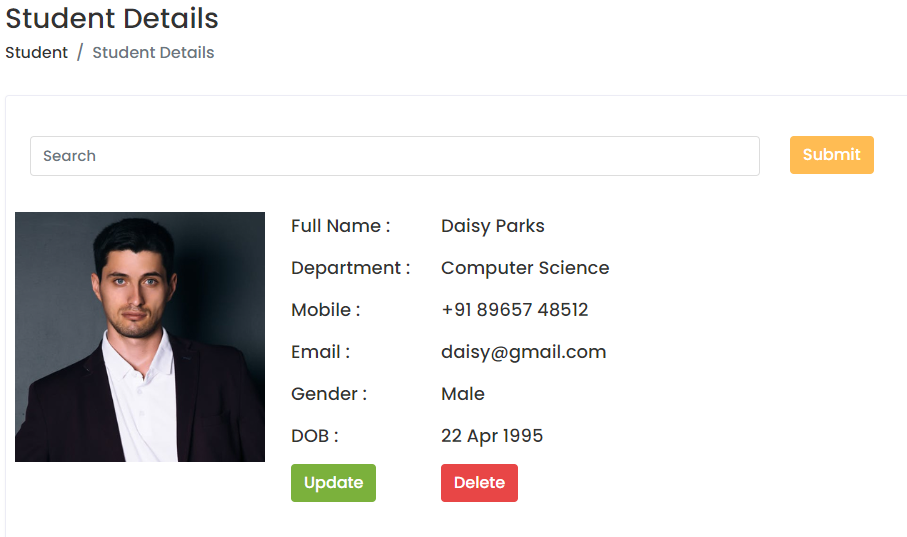 Student Details
Student / Student Details
Search
Submit
Full Name : Daisy Parks
Department : Computer Science
Mobile : +91 89657 48512
Email : daisy@gmail.com
Gender : Male
DOB : 22 Apr 1995
Update Delete